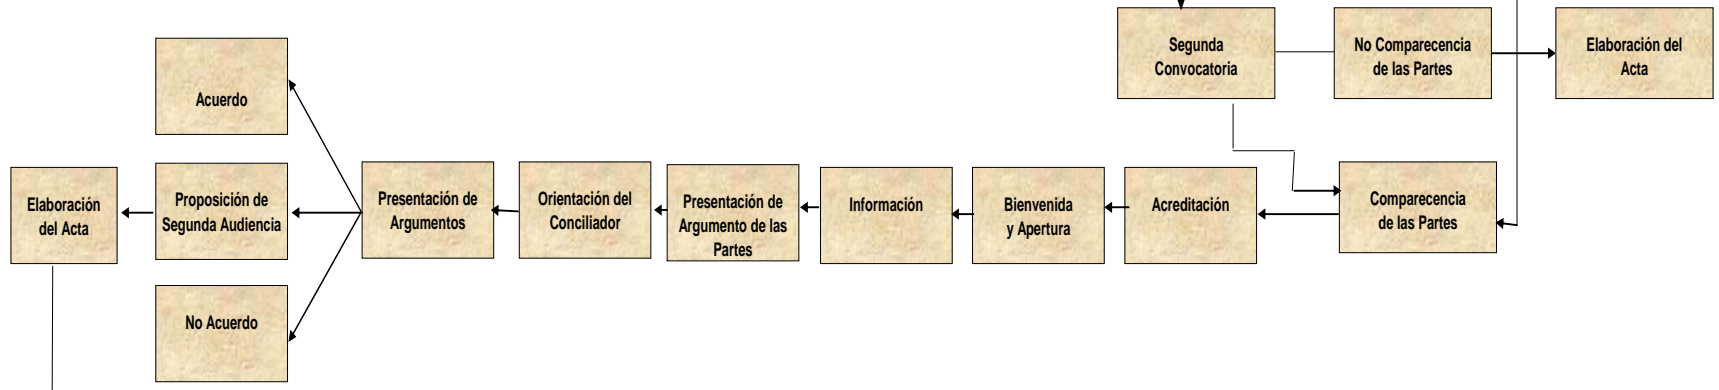 Segunda
Convocatoria
No Comparecencia
de las Partes
Elaboración del
Acta
Acuerdo
Elaboración
del Acta
Proposición de
Segunda Audiencia
Presentación de
Argumentos
Orientación del
Conciliador
Presentación de
Argumento de las
Partes
Información
Bienvenida
y Apertura
Acreditación
Comparecencia
de las Partes
No Acuerdo